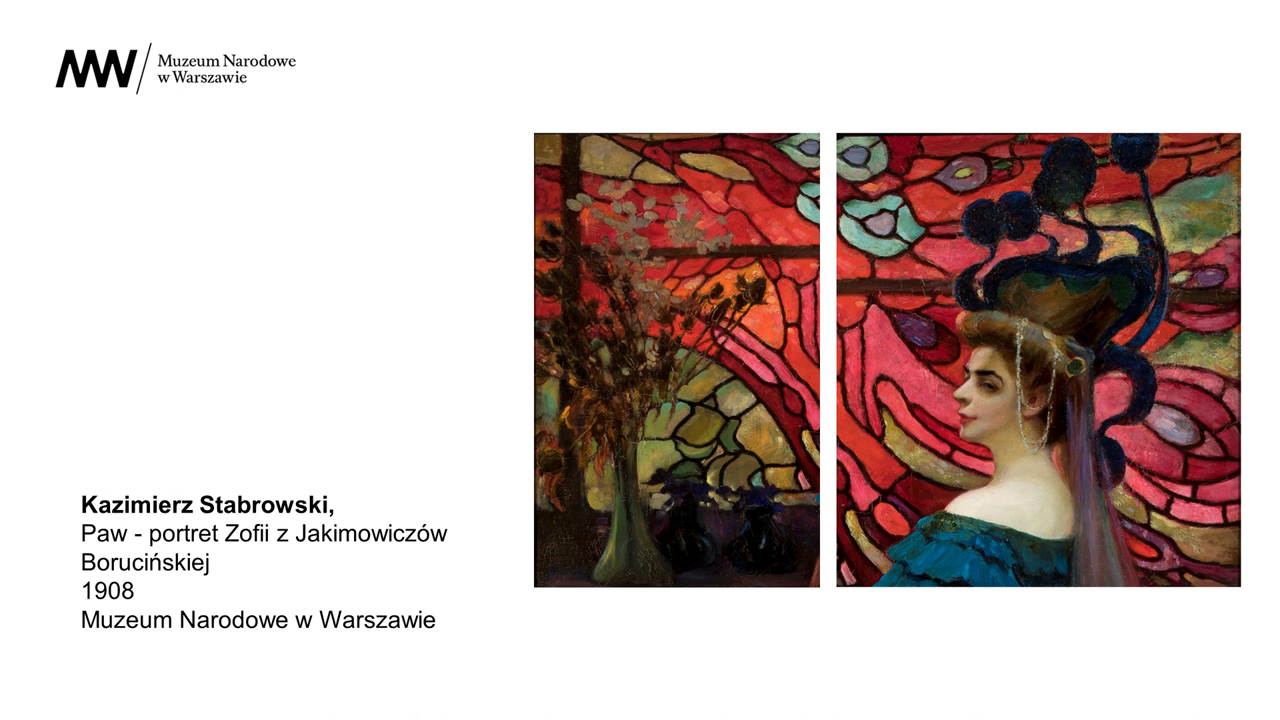 Muzeum Narodowe
w Warszawie
Kazimierz Stabrowski,
Paw - portret Zofii z Jakimowiczów
Borucińskiej
1908
Muzeum Narodowe w Warszawie